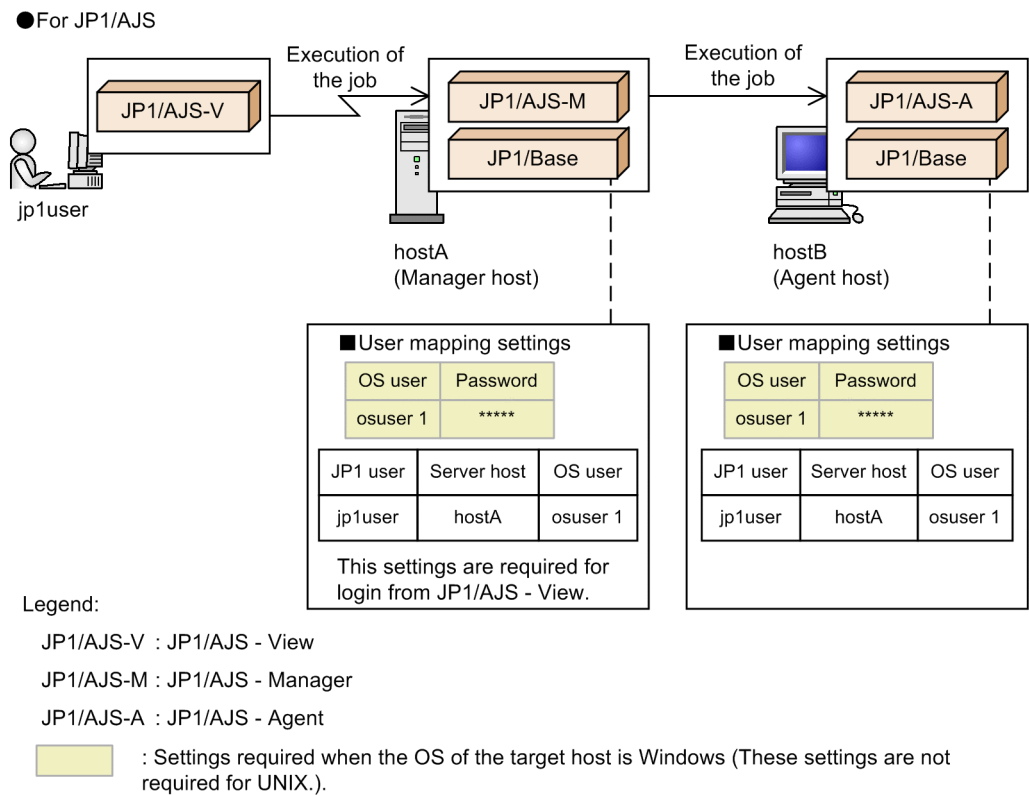 ●For JP1/AJS
Execution of
the job
Execution of
the job
JP1/AJS-V
JP1/AJS-M
JP1/AJS-A
JP1/Base
JP1/Base
jp1user
hostA
(Manager host)
hostB
(Agent host)
■User mapping settings
OS user Password
osuser 1 *****
JP1 user Server host OS user
jp1user hostA osuser 1
This settings are required for
login from JP1/AJS - View.
■User mapping settings
OS user Password
osuser 1 *****
JP1 user Server host OS user
jp1user hostA osuser 1
Legend:
JP1/AJS-V : JP1/AJS - View
JP1/AJS-M : JP1/AJS - Manager
JP1/AJS-A : JP1/AJS - Agent
: Settings required when the OS of the target host is Windows (These settings are not
required for UNIX.).